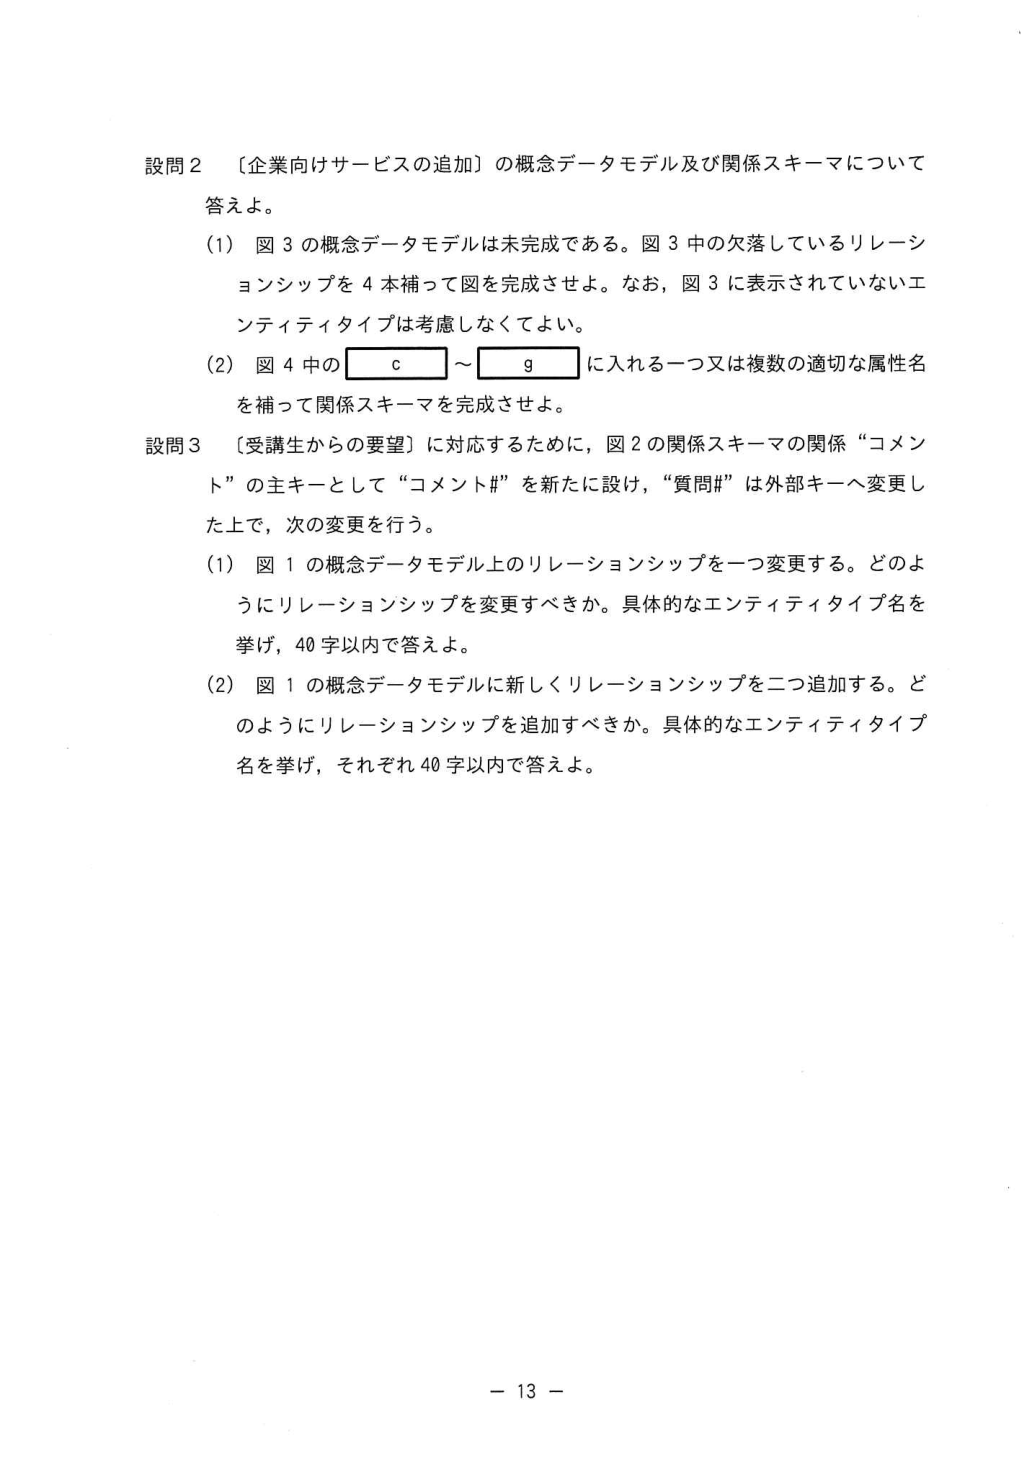 設問2 〔企業向けサービスの追加〕の概念データモデル及び関係スキーマについて
答えよ。
(1) 図3の概念データモデルは未完成である。図3中の欠落しているリレーシ
ョンシップを4本補って図を完成させよ。なお，図3に表示されていないエ
ンティティタイプは考慮しなくてよい。
(2) 図4中の c ～ g に入れる一つ又は複数の適切な属性名
を補って関係スキーマを完成させよ。
設問3 〔受講生からの要望〕に対応するために，図2の関係スキーマの関係“コメン
ト”の主キーとして“コメント#”を新たに設け，“質問#”は外部キーへ変更し
た上で，次の変更を行う。
(1) 図1の概念データモデル上のリレーションシップを一つ変更する。どのよ
うにリレーションシップを変更すべきか。具体的なエンティティタイプ名を
挙げ，40字以内で答えよ。
(2) 図1の概念データモデルに新しくリレーションシップを二つ追加する。ど
のようにリレーションシップを追加すべきか。具体的なエンティティタイプ
名を挙げ，それぞれ40字以内で答えよ。
－ 13 －